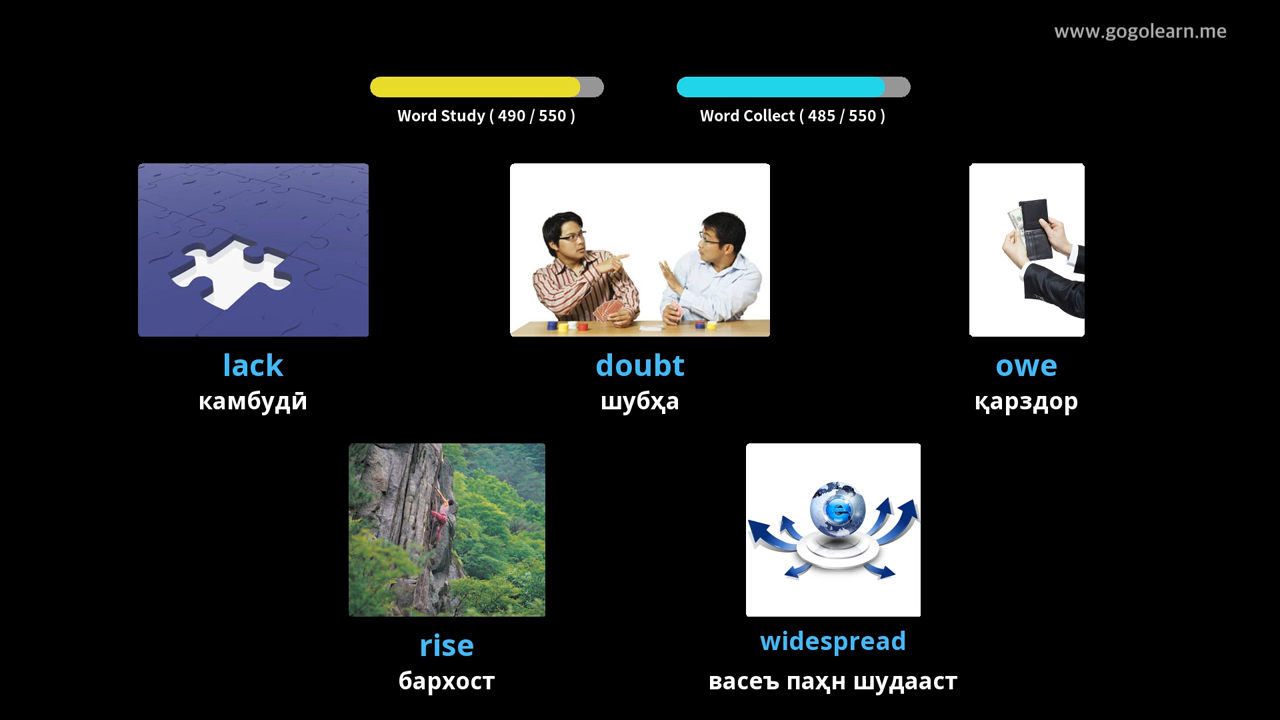 www.gogolearn.me
Word Study ( 490 / 550 )
Word Collect ( 485 / 550 )
lack
камбудӣ
doubt
шубҳа
owe
қарздор
rise
бархост
widespread
васеъ паҳн шудааст